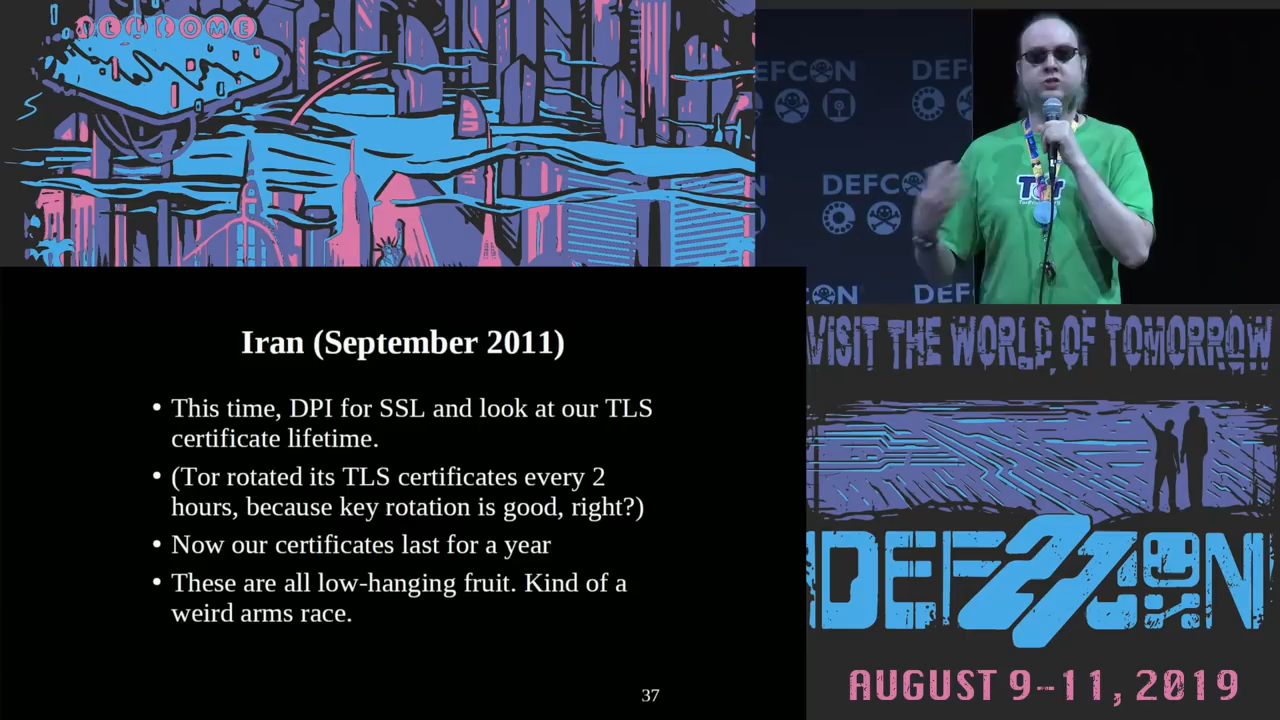 WELCOME
DEFCON
DEF
DEFCON
DEF
Tor
Iran (September 2011)
• This time, DPI for SSL and look at our TLS
certificate lifetime.
• (Tor rotated its TLS certificates every 2
hours, because key rotation is good, right?)
• Now our certificates last for a year
• These are all low-hanging fruit. Kind of a
weird arms race.
37
VISIT THE WORLD OF TOMORROW
DEF27CON
AUGUST 9-11, 2019